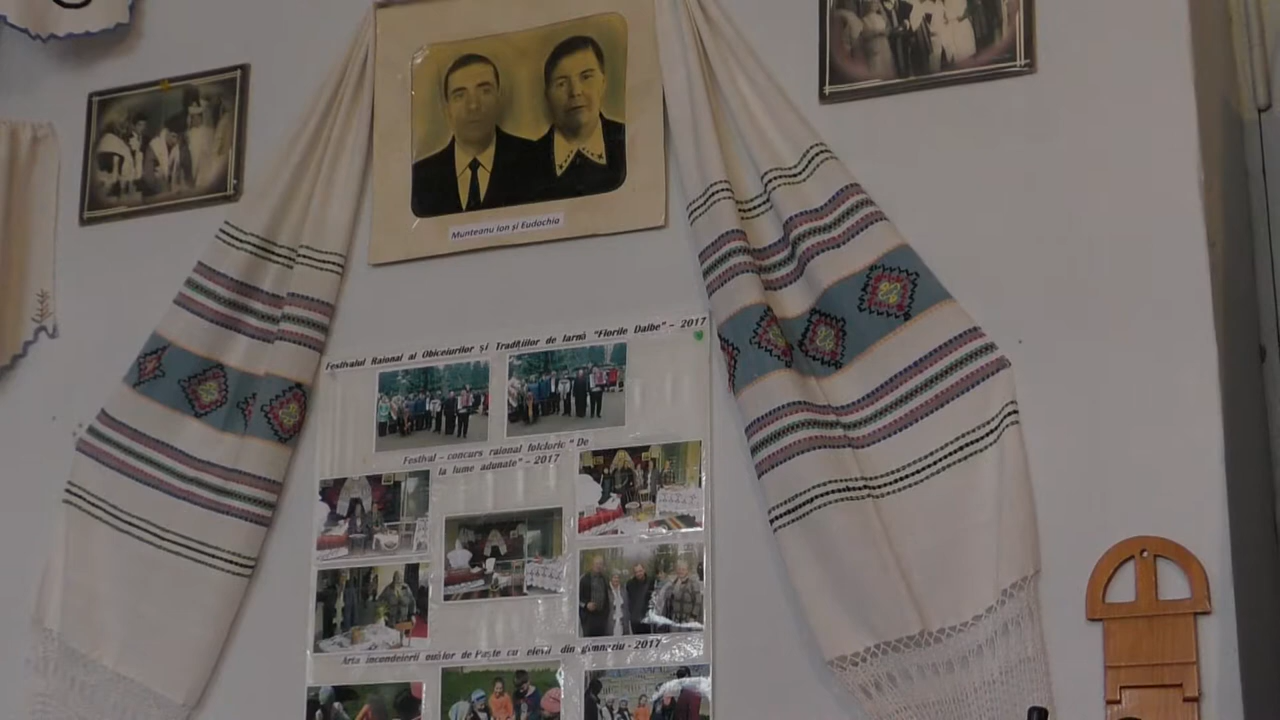 Munteanu Ion și Eudochia
Festivalul Raional al Obiceiurilor și Tradițiilor de Iarnă "Florile Dalbe" - 2017
Festival - concurs raional folcloric "De
la lume adunate" - 2017
Arta încondeierii ouălor de Paște cu elevii din gimnaziu - 2017